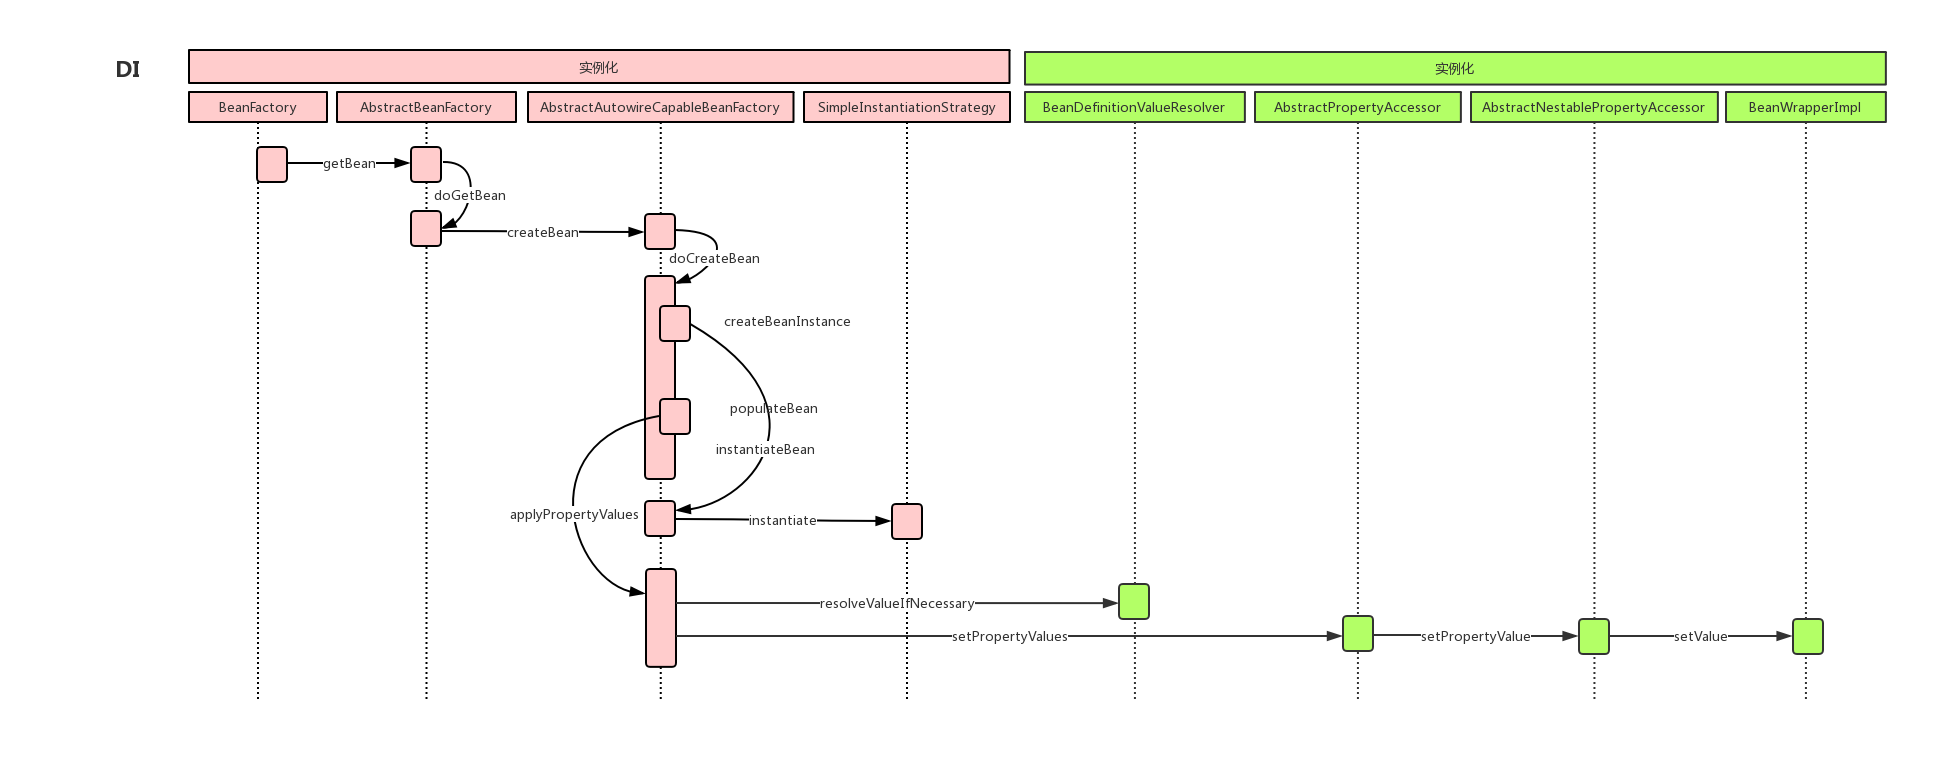 DI
实例化
实例化
BeanFactory
AbstractBeanFactory
AbstractAutowireCapableBeanFactory
SimpleInstantiationStrategy
BeanDefinitionValueResolver
AbstractPropertyAccessor
AbstractNestablePropertyAccessor
BeanWrapperImpl
getBean
doGetBean
createBean
doCreateBean
createBeanInstance
populateBean
instantiateBean
applyPropertyValues
instantiate
resolveValueIfNecessary
setPropertyValues
setPropertyValue
setValue